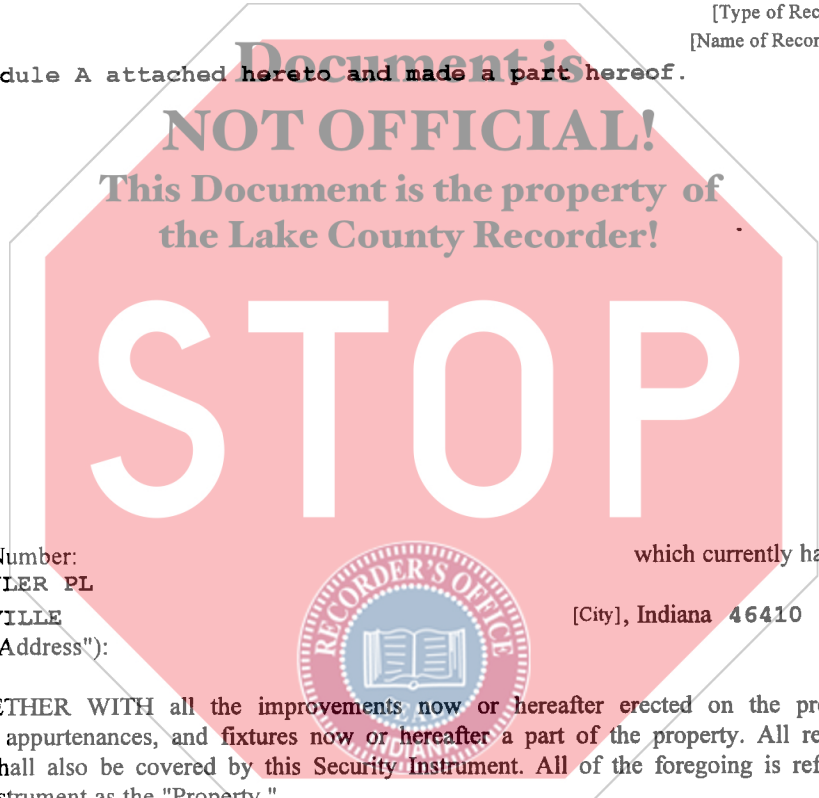 [Type of Rec
[Name of Recor
dule A attached hereto and made a part hereof.
Document is
NOT OFFICIAL!
This Document is the property of
the Lake County Recorder!
STOP
Number:
which currently ha
LER PL
VILLE
[City], Indiana 46410
Address"):
RECORDER'S OFFICE
INDIANA
ETHER WITH all the improvements now or hereafter erected on the pro
appurtenances, and fixtures now or hereafter a part of the property. All re
hall also be covered by this Security Instrument. All of the foregoing is ref
strument as the "Property."